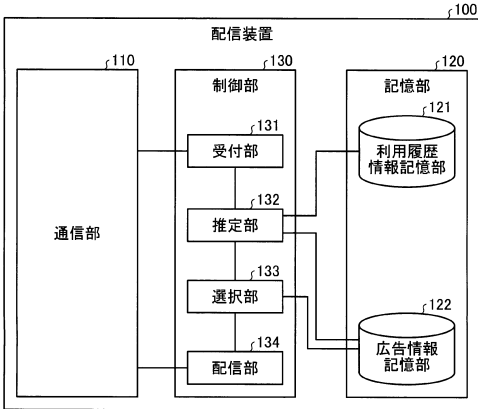 100
配信装置
110
通信部
130
制御部
131
受付部
132
推定部
133
選択部
134
配信部
120
記憶部
121
利用履歴
情報記憶部
122
広告情報
記憶部